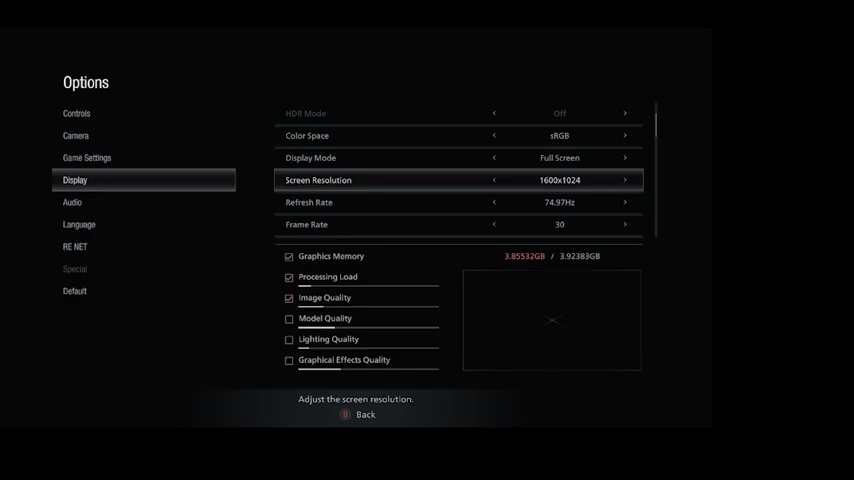 Options
Controls
Camera
Game Settings
Display
Audio
Language
RE NET
Special
Default
HDR Mode Off
Color Space sRGB
Display Mode Full Screen
Screen Resolution 1600x1024
Refresh Rate 74.97Hz
Frame Rate 30
Graphics Memory 3.85532GB / 3.92383GB
Processing Load
Image Quality
Model Quality
Lighting Quality
Graphical Effects Quality
Adjust the screen resolution.
Back